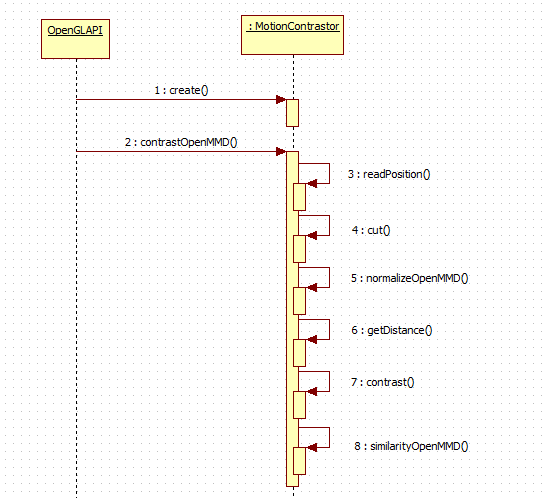 OpenGLAPI
: MotionContrastor
1 : create()
2 : contrastOpenMMD()
3 : readPosition()
4 : cut()
5 : normalizeOpenMMD()
6 : getDistance()
7 : contrast()
8 : similarityOpenMMD()